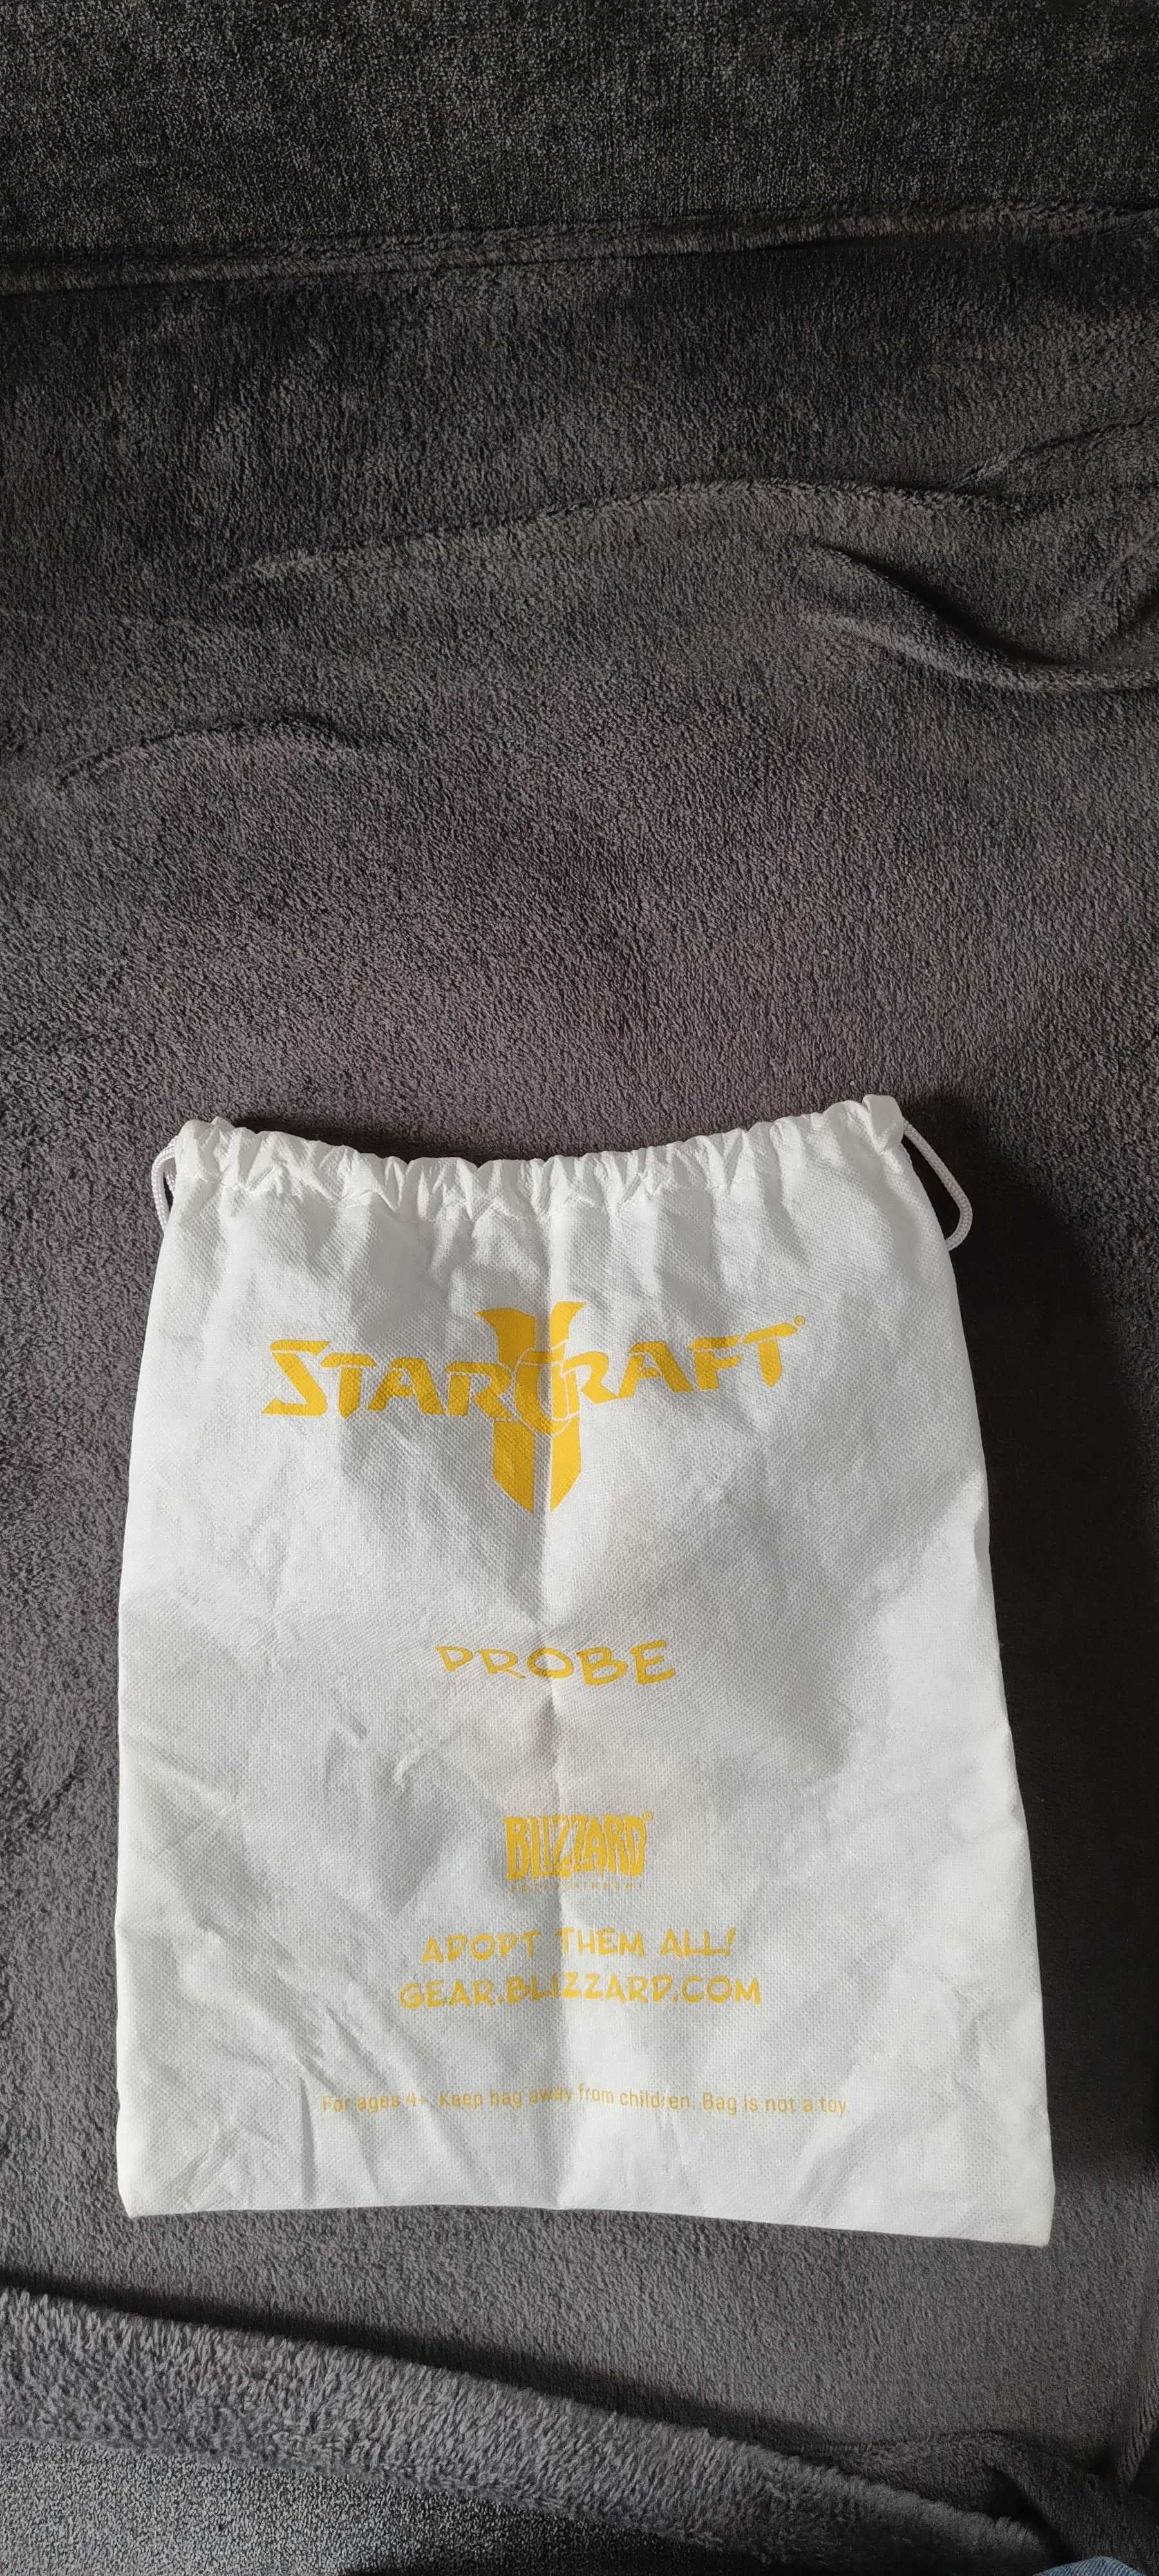 STARCRAFT®
II
PROBE
BLIZZARD®
ENTERTAINMENT
ADOPT THEM ALL!
GEAR.BLIZZARD.COM
For ages 4+. Keep bag away from children. Bag is not a toy.